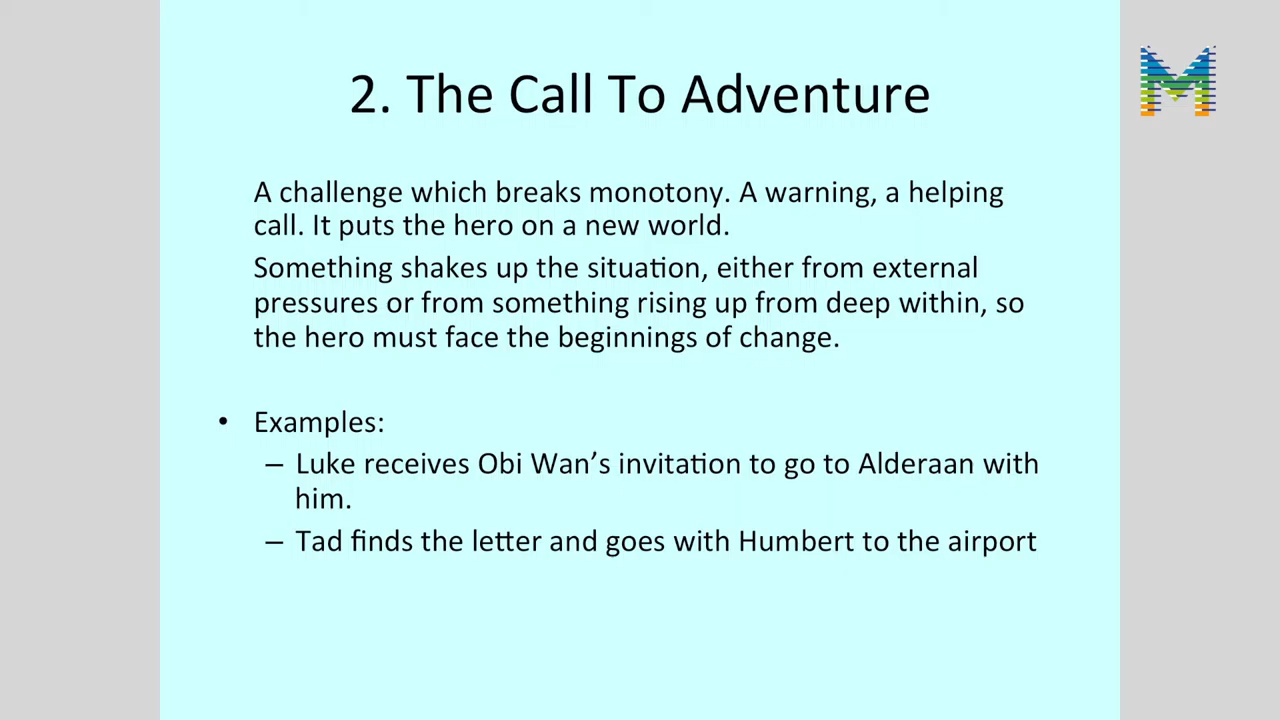 2. The Call To Adventure
A challenge which breaks monotony. A warning, a helping
call. It puts the hero on a new world.
Something shakes up the situation, either from external
pressures or from something rising up from deep within, so
the hero must face the beginnings of change.
• Examples:
– Luke receives Obi Wan’s invitation to go to Alderaan with
him.
– Tad finds the letter and goes with Humbert to the airport
M